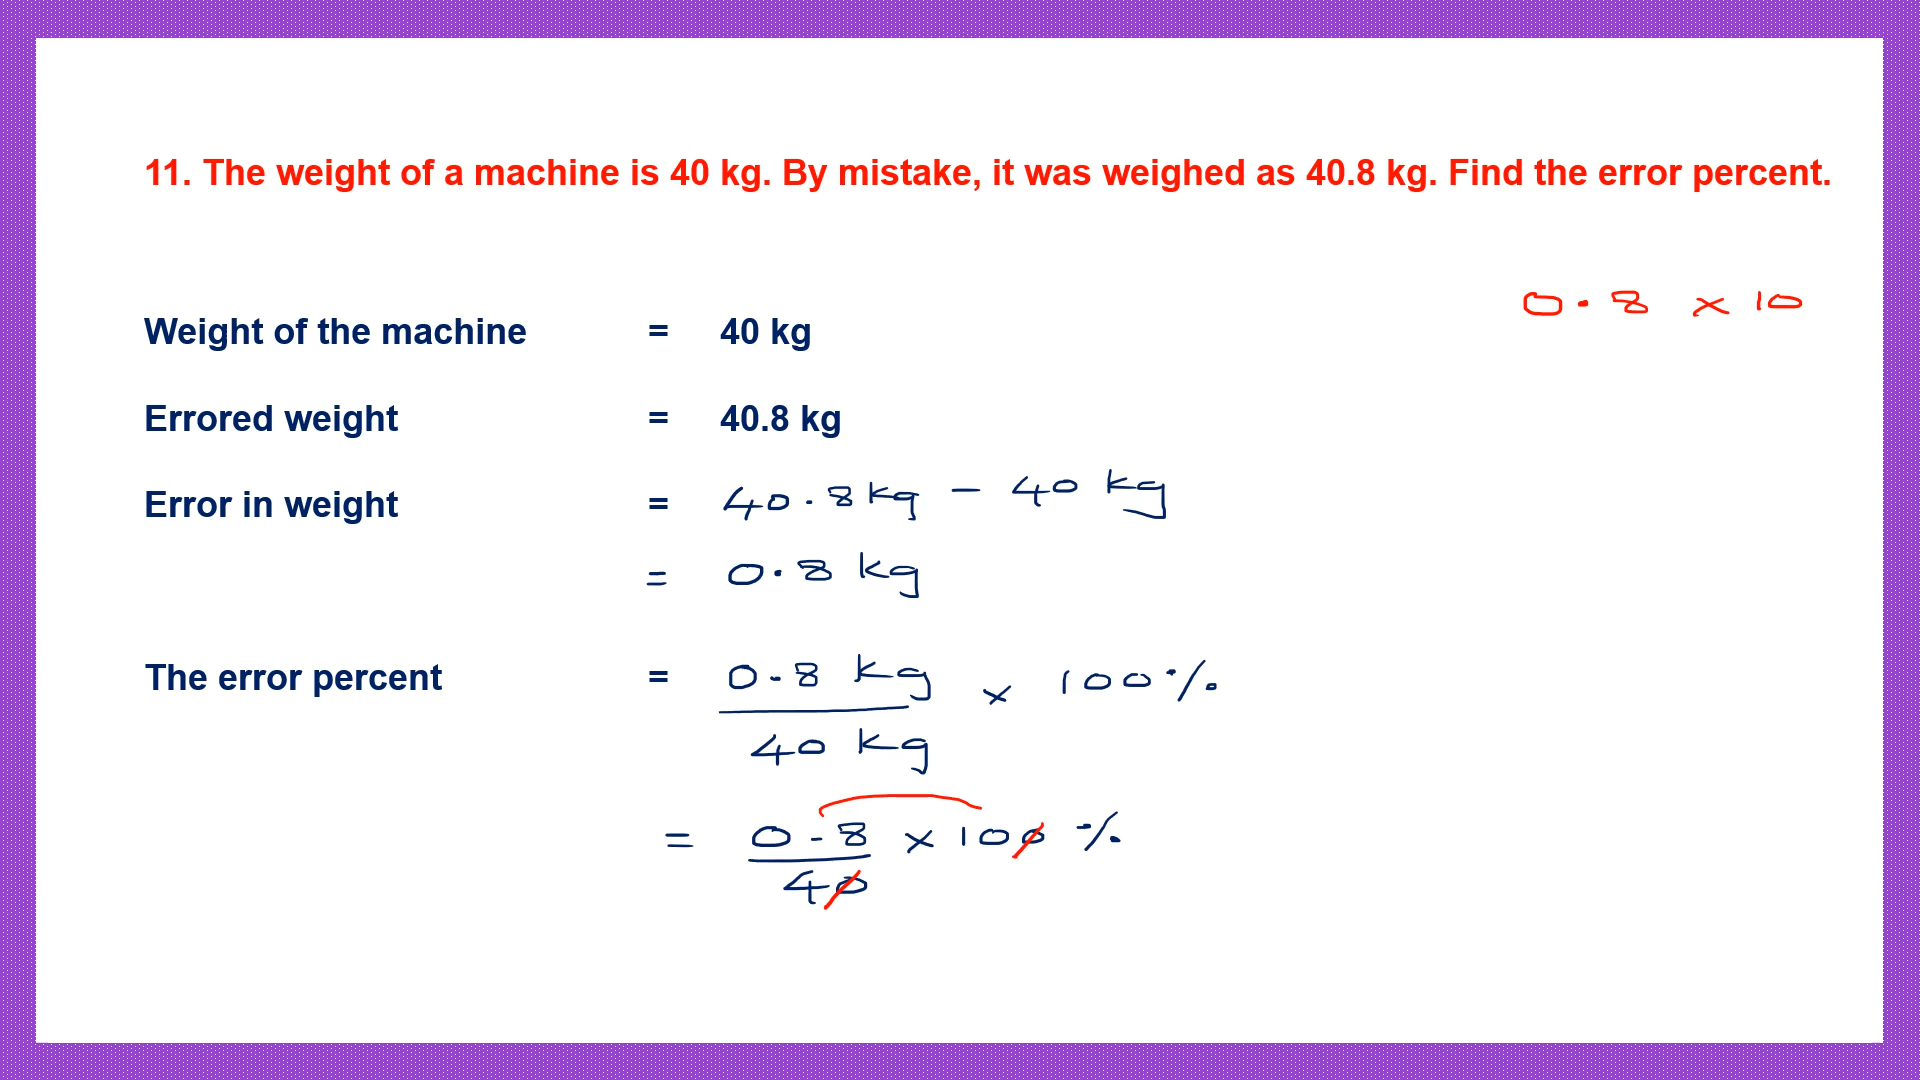 11. The weight of a machine is 40 kg. By mistake, it was weighed as 40.8 kg. Find the error percent.
0.8 × 10
Weight of the machine = 40 kg
Errored weight = 40.8 kg
Error in weight = 40.8 kg - 40 kg
= 0.8 kg
The error percent = 0.8 kg × 100 %
40 kg
= 0.8 × 100 %
40